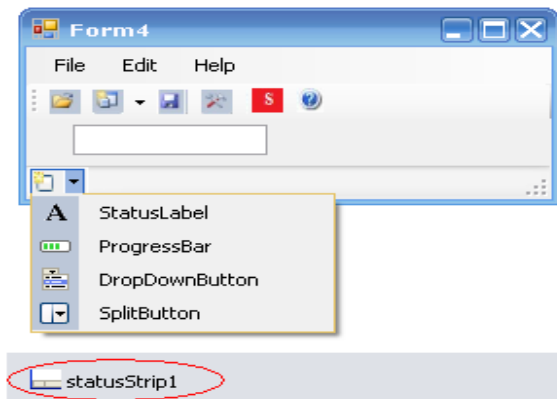 Form4
File Edit Help
S
A StatusLabel
ProgressBar
DropDownButton
SplitButton
statusStrip1